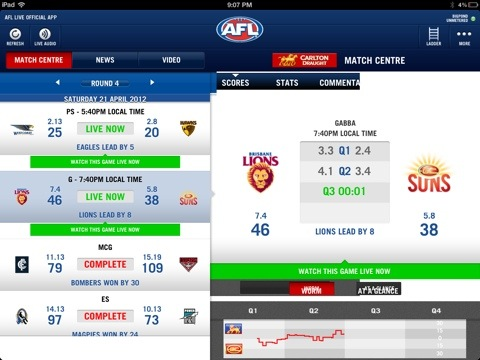 iPad
9:07 PM
4%
AFL LIVE OFFICIAL APP
REFRESH
LIVE AUDIO
AFL
BIGPOND
UNMETERED
LADDER
MORE
MATCH CENTRE
NEWS
VIDEO
CARLTON
DRAUGHT
MATCH CENTRE
ROUND 4
SATURDAY 21 APRIL 2012
PS - 5:40PM LOCAL TIME
2.13
25
LIVE NOW
2.8
20
EAGLES LEAD BY 5
WATCH THIS GAME LIVE NOW
G - 7:40PM LOCAL TIME
7.4
46
LIVE NOW
5.8
38
LIONS LEAD BY 8
WATCH THIS GAME LIVE NOW
MCG
11.13
79
COMPLETE
15.19
109
BOMBERS WON BY 30
ES
14.13
97
COMPLETE
10.13
73
MAGPIES WON BY 24
SCORES
STATS
COMMENTA
GABBA
7:40PM LOCAL TIME
3.3 Q1 2.4
4.1 Q2 3.4
Q3 00:01
BRISBANE
LIONS
SUNS
7.4
46
5.8
38
LIONS LEAD BY 8
WATCH THIS GAME LIVE NOW
WORM
AT A GLANCE
Q1
Q2
Q3
Q4
30
15
0
15
30